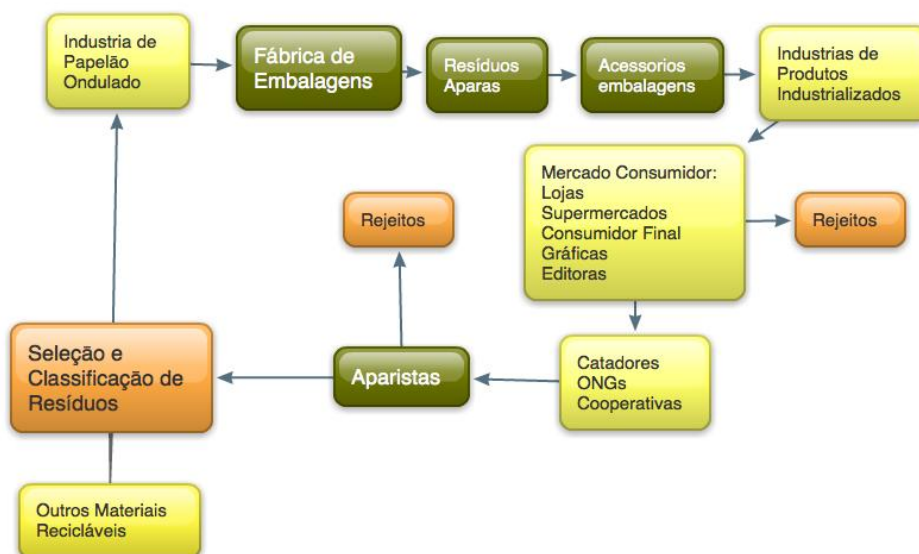 Industria de
Papelão
Ondulado
Fábrica de
Embalagens
Resíduos
Aparas
Acessorios
embalagens
Industrias de
Produtos
Industrializados
Mercado Consumidor:
Lojas
Supermercados
Consumidor Final
Gráficas
Editoras
Rejeitos
Rejeitos
Seleção e
Classificação de
Resíduos
Aparistas
Catadores
ONGs
Cooperativas
Outros Materiais
Recicláveis